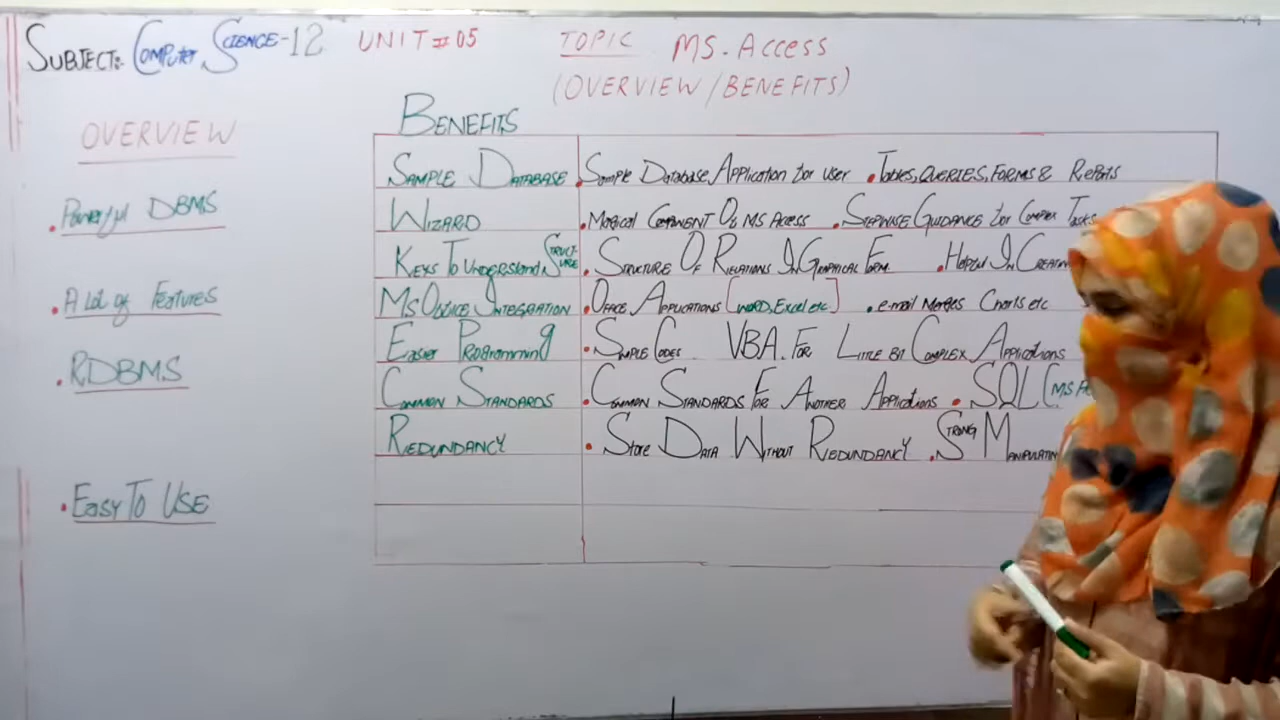 SUBJECT: COMPUTER SCIENCE-12 UNIT # 05 TOPIC MS. ACCESS
(OVERVIEW / BENEFITS)
OVERVIEW
• Powerful DBMS
• A Lot of Features
• RDBMS
• Easy To Use
BENEFITS
SAMPLE DATABASE • Sample Database Application for user • Tables, QUERIES, FORMS & REPORTS
WIZARD • Magical Component Of MS Access • STEPWISE GUIDANCE for Complex Tasks
KEYS TO Understand STRUCTURE • STRUCTURE OF RELATIONS IN GRAPHICAL FORM. • HELPFUL IN
MS OFFICE INTEGRATION • OFFICE APPLICATIONS [WORD, Excel etc] • e-mail Merges Charts etc
EASIER PROGRAMMING • SIMPLE CODES VBA. FOR LITTLE BIT COMPLEX APPLICATIONS
COMMON STANDARDS • COMMON STANDARDS FOR ANOTHER APPLICATIONS • SQL (MS
REDUNDANCY • Store DATA WITHOUT REDUNDANCY • STRONG